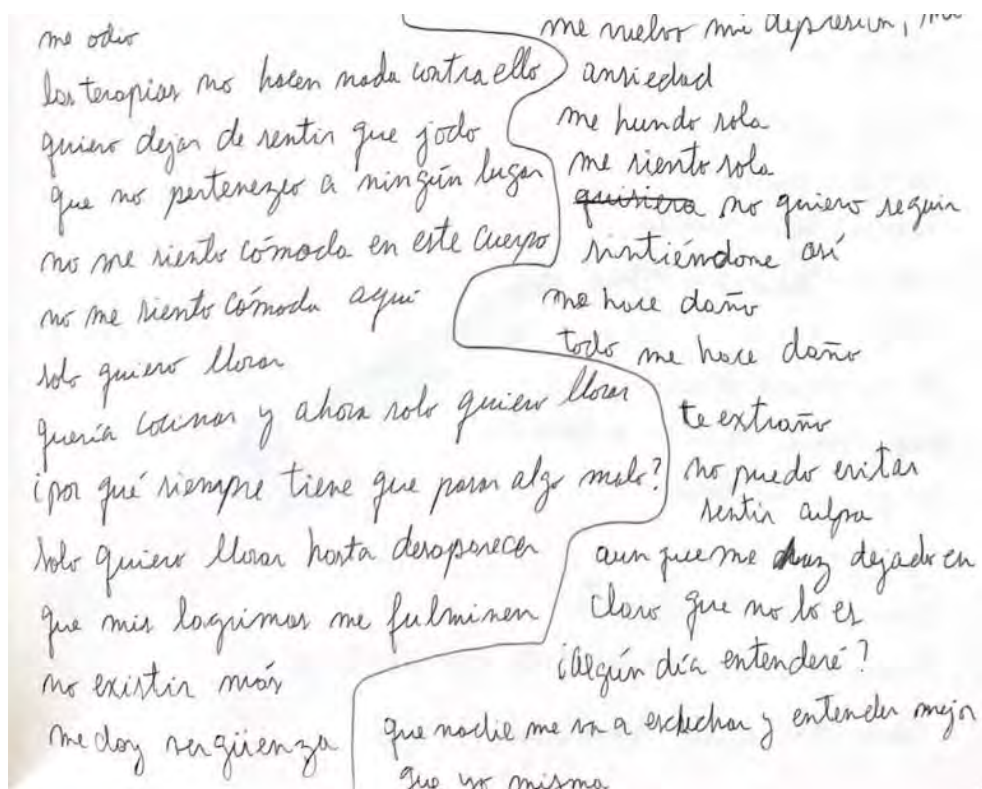 me odio
las terapias no hacen nada contra ello
quiero dejar de sentir que jodo
que no pertenezco a ningún lugar
no me siento cómoda en este cuerpo
no me siento cómoda aquí
solo quiero llorar
quería cocinar y ahora solo quiero llorar
¿por qué siempre tiene que pasar algo malo?
solo quiero llorar hasta desaparecer
que mis lagrimas me fulminen
no existir más
me doy vergüenza
me vuelvo mi depresión, mi
ansiedad
me hundo sola
me siento sola
quisiera no quiero seguir
sintiéndome así
me hace daño
todo me hace daño
te extraño
no puedo evitar
sentir culpa
aunque me haz dejado en
claro que no lo es
¿algún día entenderé?
que nadie me va a escuchar y entender mejor
que yo misma